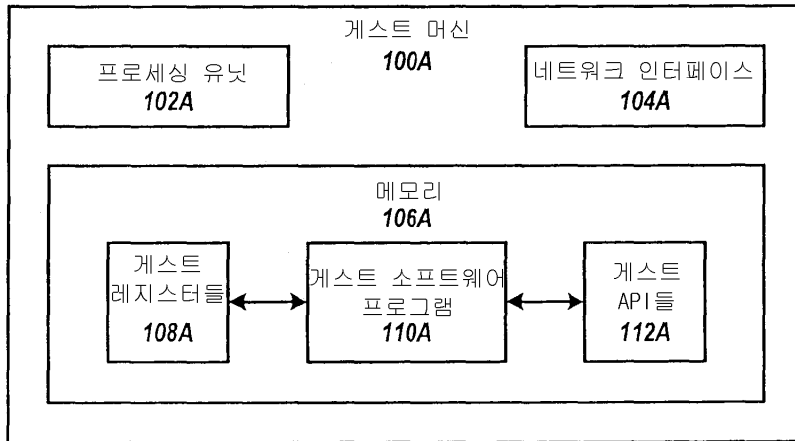 게스트 머신
100A
프로세싱 유닛
102A
네트워크 인터페이스
104A
메모리
106A
게스트
레지스터들
108A
게스트 소프트웨어
프로그램
110A
게스트
API들
112A